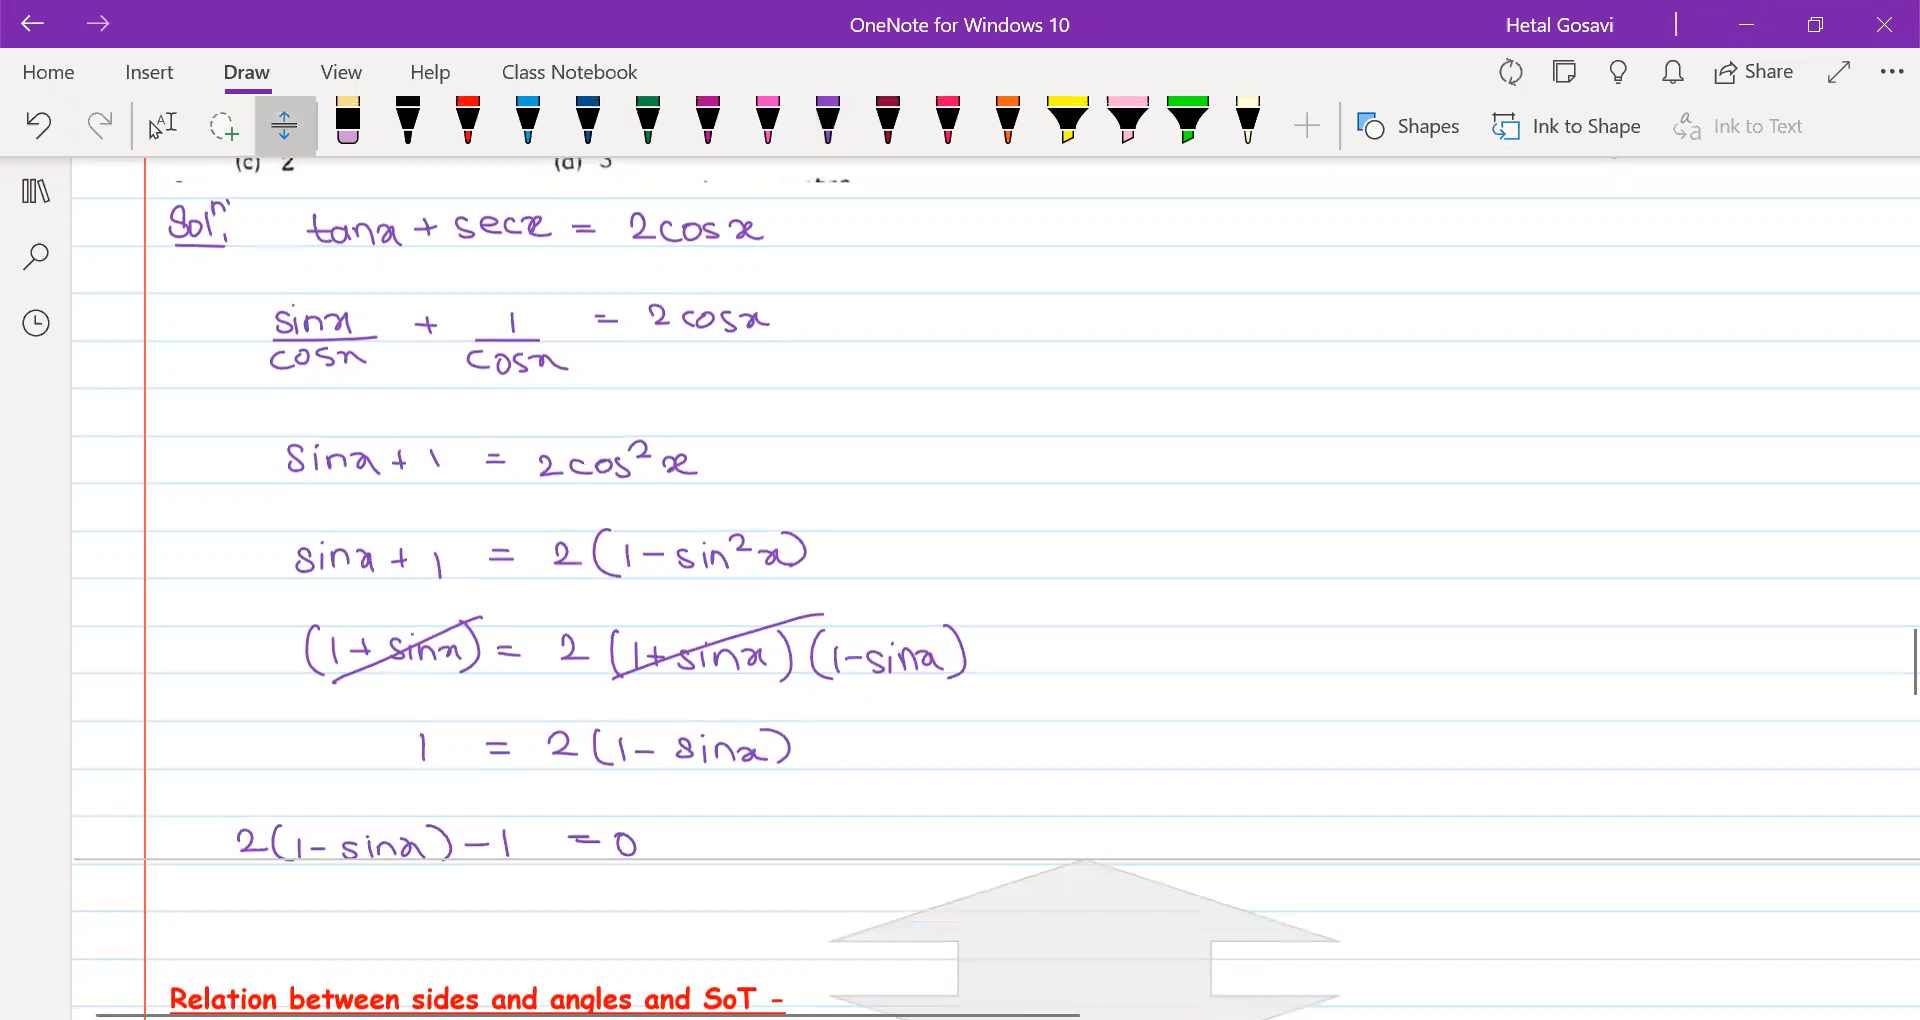 OneNote for Windows 10
Hetal Gosavi
Home Insert Draw View Help Class Notebook
Share
Shapes Ink to Shape Ink to Text
(c) 2 (d) 3
Solⁿ: tanx + secx = 2cosx
sinx/cosx + 1/cosx = 2cosx
sinx + 1 = 2cos²x
sinx + 1 = 2(1-sin²x)
(1+sinx) = 2(1+sinx)(1-sinx)
1 = 2(1-sinx)
2(1-sinx)-1 = 0
Relation between sides and angles and SoT -